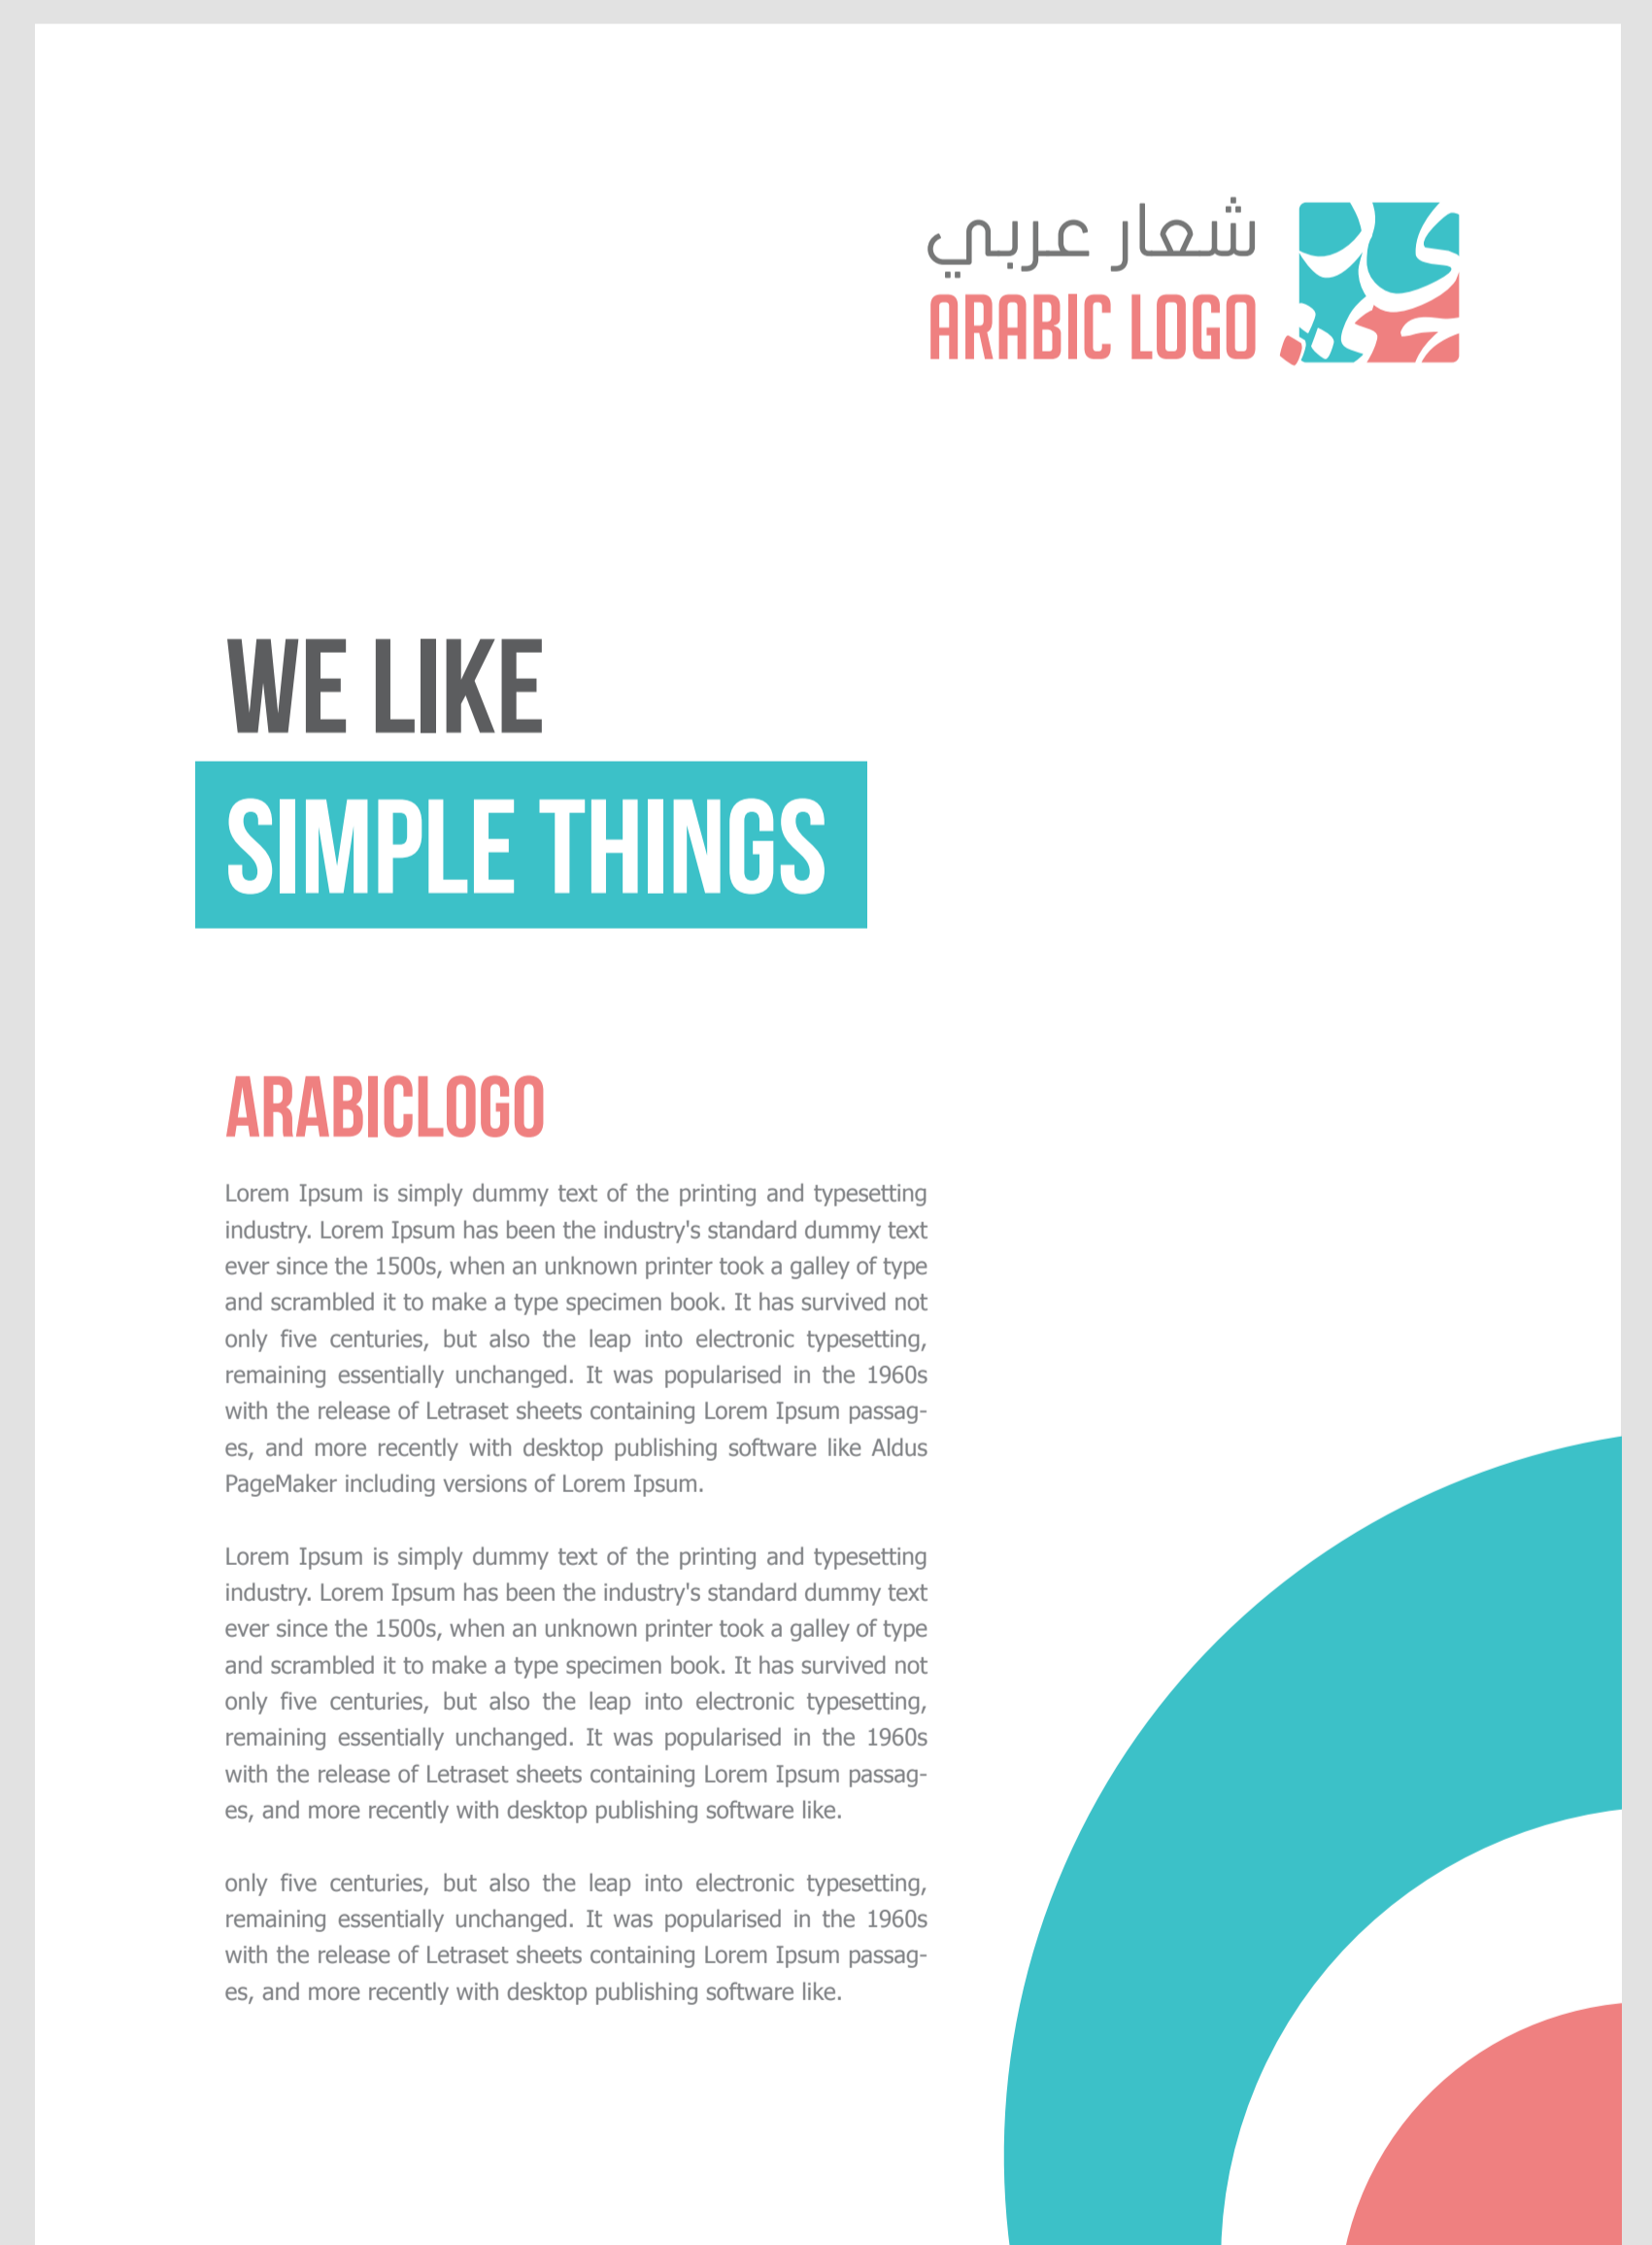 شعار عربي
ARABIC LOGO
WE LIKE
SIMPLE THINGS
ARABICLOGO
Lorem Ipsum is simply dummy text of the printing and typesetting
industry. Lorem Ipsum has been the industry's standard dummy text
ever since the 1500s, when an unknown printer took a galley of type
and scrambled it to make a type specimen book. It has survived not
only five centuries, but also the leap into electronic typesetting,
remaining essentially unchanged. It was popularised in the 1960s
with the release of Letraset sheets containing Lorem Ipsum passag-
es, and more recently with desktop publishing software like Aldus
PageMaker including versions of Lorem Ipsum.
Lorem Ipsum is simply dummy text of the printing and typesetting
industry. Lorem Ipsum has been the industry's standard dummy text
ever since the 1500s, when an unknown printer took a galley of type
and scrambled it to make a type specimen book. It has survived not
only five centuries, but also the leap into electronic typesetting,
remaining essentially unchanged. It was popularised in the 1960s
with the release of Letraset sheets containing Lorem Ipsum passag-
es, and more recently with desktop publishing software like.
only five centuries, but also the leap into electronic typesetting,
remaining essentially unchanged. It was popularised in the 1960s
with the release of Letraset sheets containing Lorem Ipsum passag-
es, and more recently with desktop publishing software like.